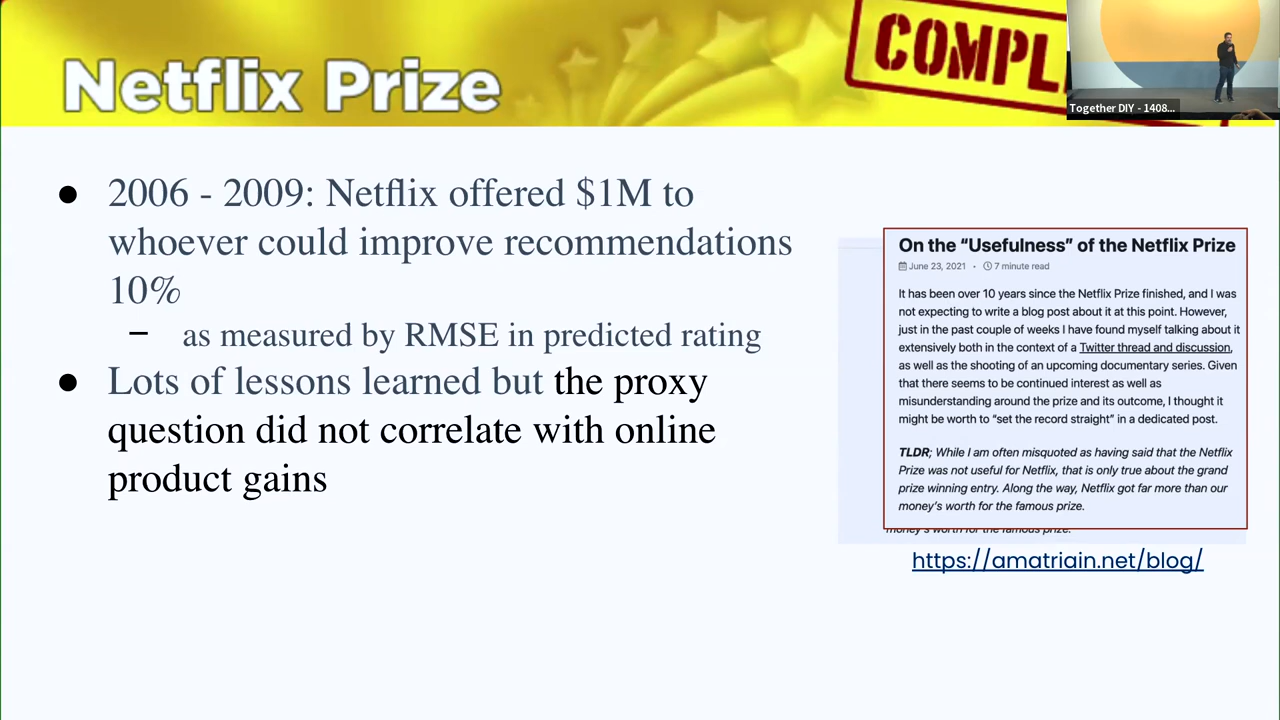 Netflix Prize
COMPL
Together DIY - 1408...
● 2006 - 2009: Netflix offered $1M to
whoever could improve recommendations
10%
– as measured by RMSE in predicted rating
● Lots of lessons learned but the proxy
question did not correlate with online
product gains
On the “Usefulness” of the Netflix Prize
June 23, 2021 • 7 minute read
It has been over 10 years since the Netflix Prize finished, and I was
not expecting to write a blog post about it at this point. However,
just in the past couple of weeks I have found myself talking about it
extensively both in the context of a Twitter thread and discussion,
as well as the shooting of an upcoming documentary series. Given
that there seems to be continued interest as well as
misunderstanding around the prize and its outcome, I thought it
might be worth to “set the record straight” in a dedicated post.
TLDR; While I am often misquoted as having said that the Netflix
Prize was not useful for Netflix, that is only true about the grand
prize winning entry. Along the way, Netflix got far more than our
money’s worth for the famous prize.
money’s worth for the famous prize.
https://amatriain.net/blog/